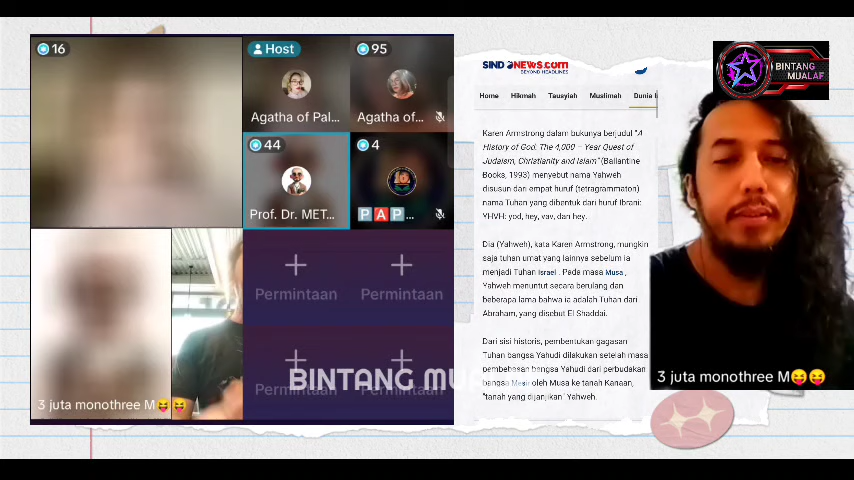 16
Host
95
Agatha of Pal...
Agatha of...
44
4
Prof. Dr. MET...
PAP...
Permintaan
Permintaan
Permintaan
3 juta monothree M😝😝
BINTANG MUA
SINDONEWS.COM
BEYOND HEADLINES
Home Hikmah Tausyiah Muslimah Dunia I
Karen Armstrong dalam bukunya berjudul "A
History of God: The 4,000 – Year Quest of
Judaism, Christianity and Islam" (Ballantine
Books, 1993) menyebut nama Yahweh
disusun dari empat huruf (tetragrammaton)
nama Tuhan yang dibentuk dari huruf Ibrani:
YHVH: yod, hey, vav, dan hey.
Dia (Yahweh), kata Karen Armstrong, mungkin
saja tuhan umat yang lainnya sebelum ia
menjadi Tuhan Israel . Pada masa Musa ,
Yahweh menuntut secara berulang dan
beberapa lama bahwa ia adalah Tuhan dari
Abraham, yang disebut El Shaddai.
Dari sisi historis, pembentukan gagasan
Tuhan bangsa Yahudi dilakukan setelah masa
pembebasan bangsa Yahudi dari perbudakan
bangsa Mesir oleh Musa ke tanah Kanaan,
"tanah yang dijanjikan" Yahweh.
BINTANG
MUALAF
3 juta monothree M😝😝